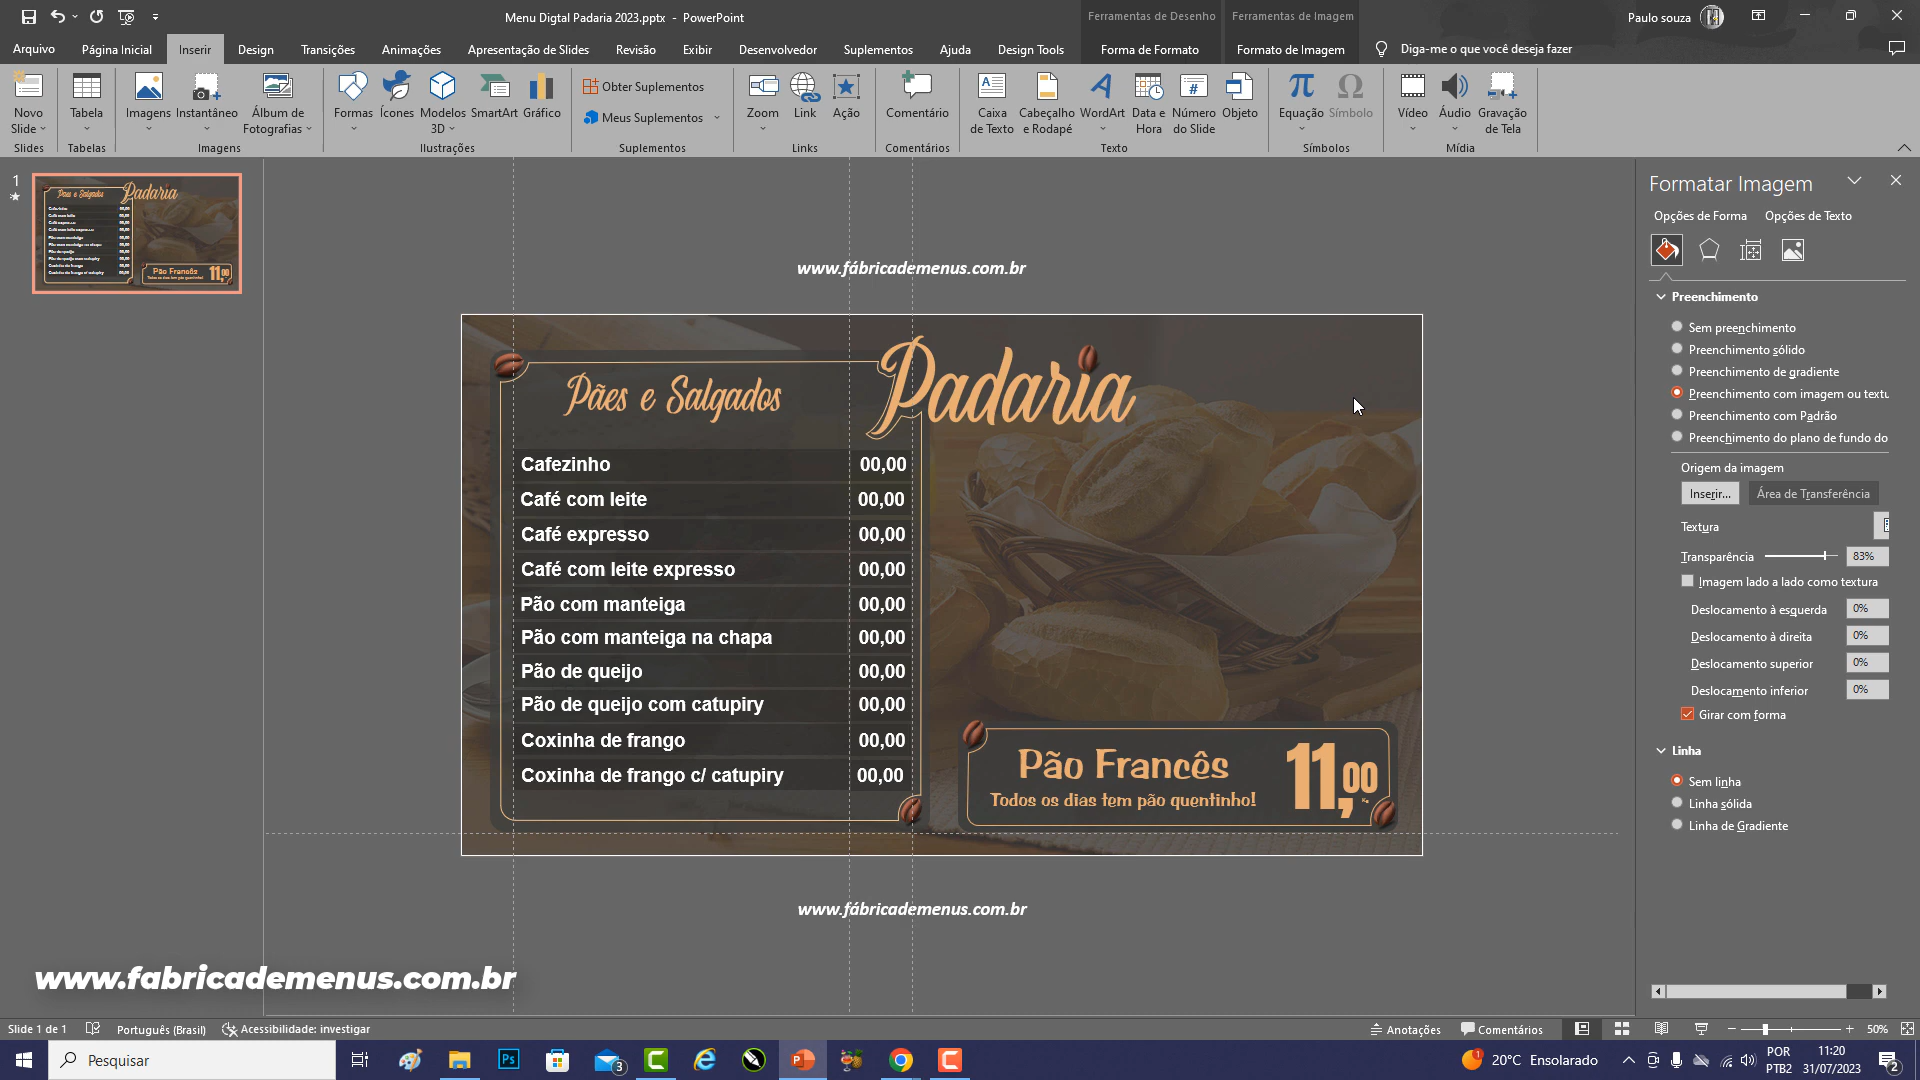 Menu Digtal Padaria 2023.pptx - PowerPoint
Ferramentas de Desenho
Ferramentas de Imagem
Paulo souza
Arquivo
Página Inicial
Inserir
Design
Transições
Animações
Apresentação de Slides
Revisão
Exibir
Desenvolvedor
Suplementos
Ajuda
Design Tools
Forma de Formato
Formato de Imagem
Diga-me o que você deseja fazer
Novo Slide
Tabela
Imagens
Instantâneo
Álbum de Fotografias
Formas
Ícones
Modelos 3D
SmartArt
Gráfico
Obter Suplementos
Meus Suplementos
Zoom
Link
Ação
Comentário
Caixa de Texto
Cabeçalho e Rodapé
WordArt
Data e Hora
Número do Slide
Objeto
Equação
Símbolo
Vídeo
Áudio
Gravação de Tela
Slides
Tabelas
Imagens
Ilustrações
Suplementos
Links
Comentários
Texto
Símbolos
Mídia
1
www.fábricademenus.com.br
Padaria
Pães e Salgados
Cafezinho 00,00
Café com leite 00,00
Café expresso 00,00
Café com leite expresso 00,00
Pão com manteiga 00,00
Pão com manteiga na chapa 00,00
Pão de queijo 00,00
Pão de queijo com catupiry 00,00
Coxinha de frango 00,00
Coxinha de frango c/ catupiry 00,00
Pão Francês
Todos os dias tem pão quentinho!
11,00
www.fábricademenus.com.br
www.fabricademenus.com.br
Formatar Imagem
Opções de Forma
Opções de Texto
Preenchimento
Sem preenchimento
Preenchimento sólido
Preenchimento de gradiente
Preenchimento com imagem ou textu
Preenchimento com Padrão
Preenchimento do plano de fundo do
Origem da imagem
Inserir...
Área de Transferência
Textura
Transparência 83%
Imagem lado a lado como textura
Deslocamento à esquerda 0%
Deslocamento à direita 0%
Deslocamento superior 0%
Deslocamento inferior 0%
Girar com forma
Linha
Sem linha
Linha sólida
Linha de Gradiente
Slide 1 de 1
Português (Brasil)
Acessibilidade: investigar
Anotações
Comentários
50%
Pesquisar
Ps
3
1
20°C Ensolarado
POR
PTB2
11:20
31/07/2023
2